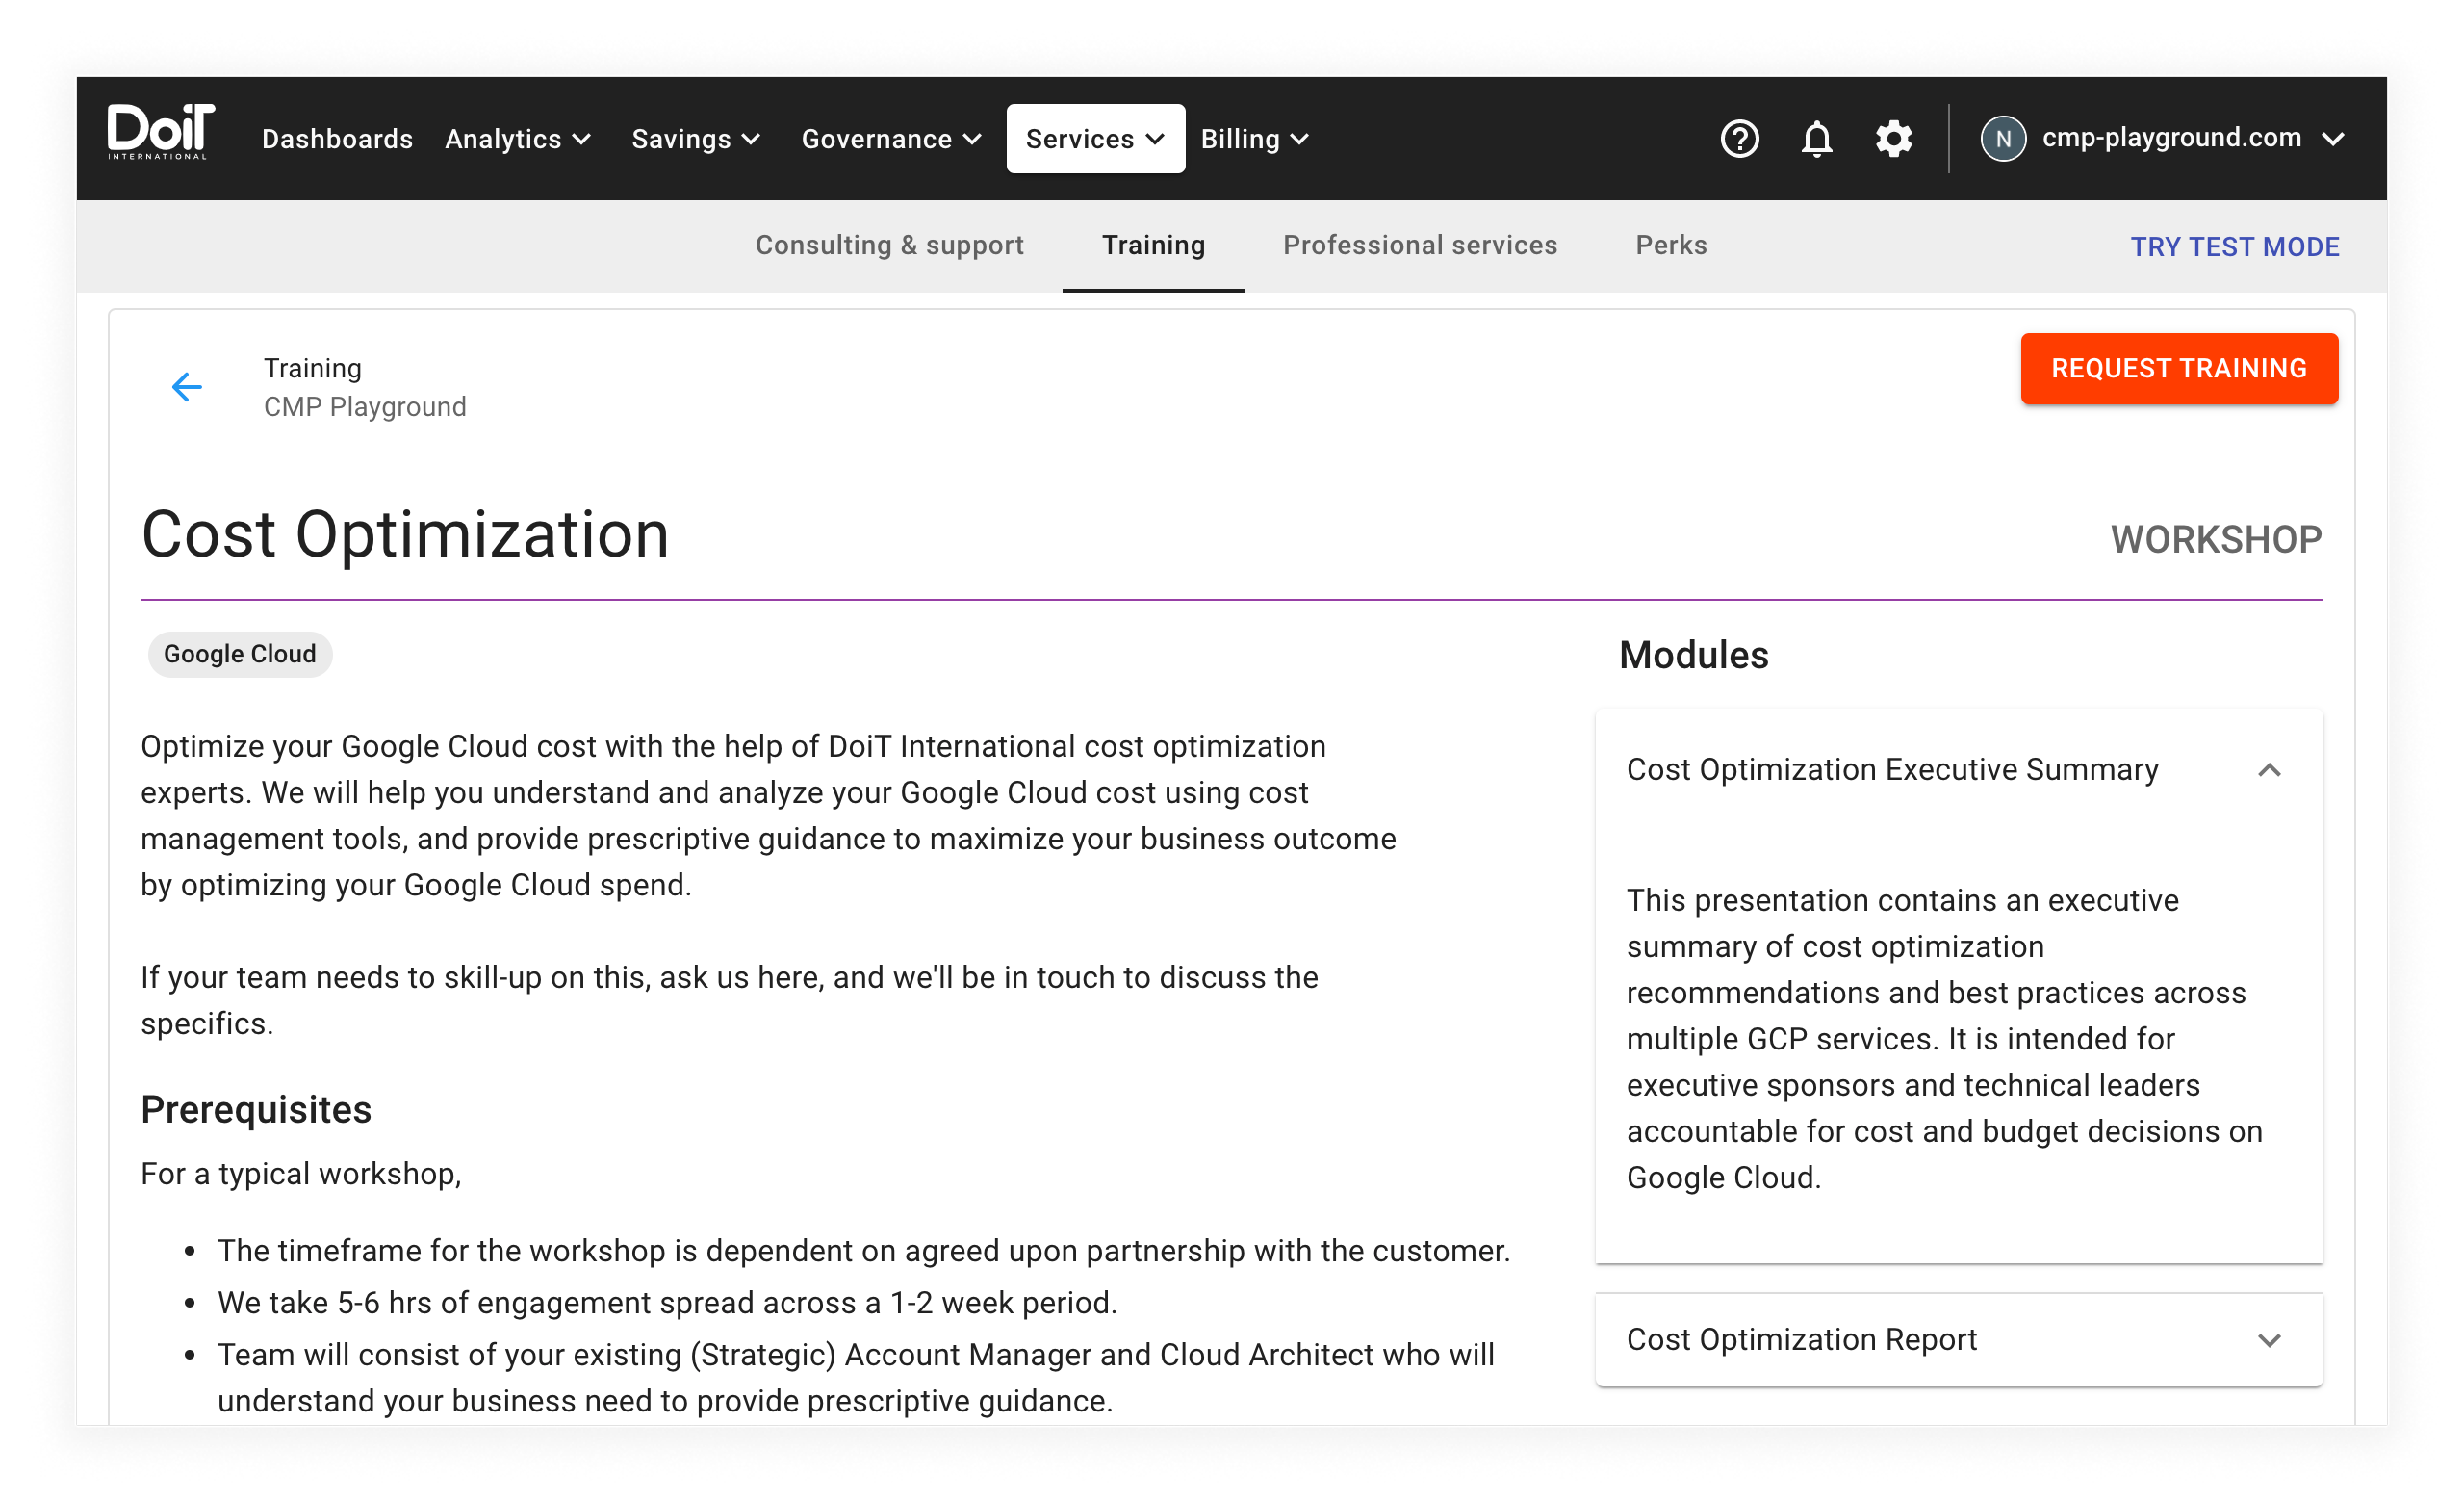 DoiT
INTERNATIONAL
Dashboards Analytics Savings Governance Services Billing
N cmp-playground.com
Consulting & support Training Professional services Perks TRY TEST MODE
Training
CMP Playground
REQUEST TRAINING
Cost Optimization
WORKSHOP
Google Cloud
Optimize your Google Cloud cost with the help of DoiT International cost optimization
experts. We will help you understand and analyze your Google Cloud cost using cost
management tools, and provide prescriptive guidance to maximize your business outcome
by optimizing your Google Cloud spend.
If your team needs to skill-up on this, ask us here, and we'll be in touch to discuss the
specifics.
Prerequisites
For a typical workshop,
• The timeframe for the workshop is dependent on agreed upon partnership with the customer.
• We take 5-6 hrs of engagement spread across a 1-2 week period.
• Team will consist of your existing (Strategic) Account Manager and Cloud Architect who will
understand your business need to provide prescriptive guidance.
Modules
Cost Optimization Executive Summary
This presentation contains an executive
summary of cost optimization
recommendations and best practices across
multiple GCP services. It is intended for
executive sponsors and technical leaders
accountable for cost and budget decisions on
Google Cloud.
Cost Optimization Report